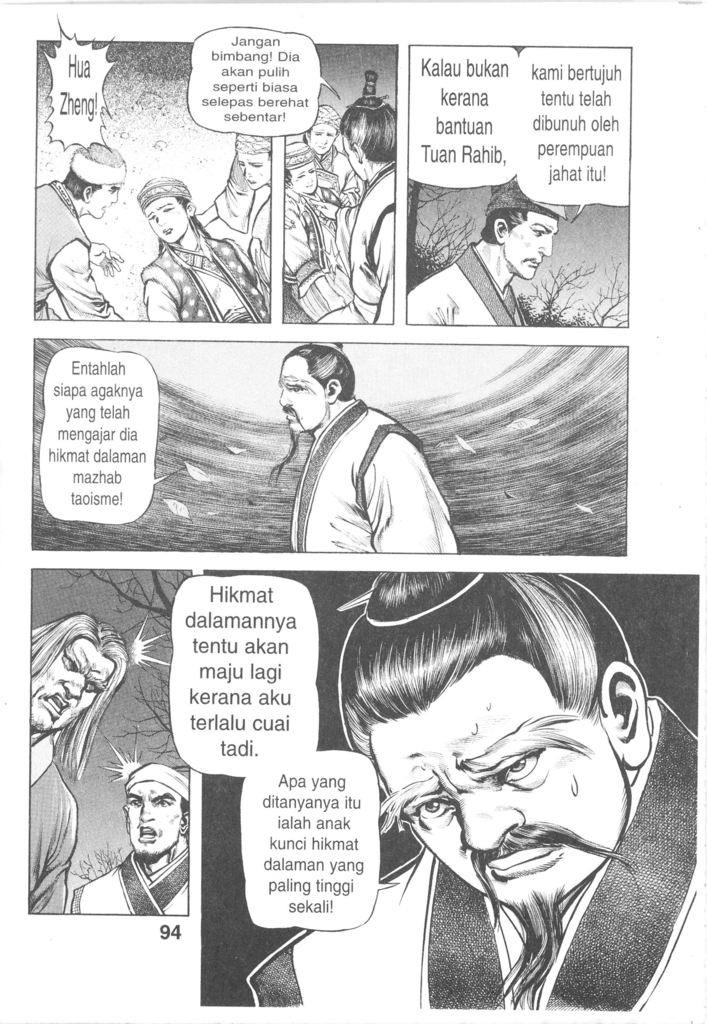 Hua
Zheng!
Jangan
bimbang! Dia
akan pulih
seperti biasa
selepas berehat
sebentar!
Kalau bukan
kerana
bantuan
Tuan Rahib,
kami bertujuh
tentu telah
dibunuh oleh
perempuan
jahat itu!
Entahlah
siapa agaknya
yang telah
mengajar dia
hikmat dalaman
mazhab
taoisme!
Hikmat
dalamannya
tentu akan
maju lagi
kerana aku
terlalu cuai
tadi.
Apa yang
ditanyanya itu
ialah anak
kunci hikmat
dalaman yang
paling tinggi
sekali!
94